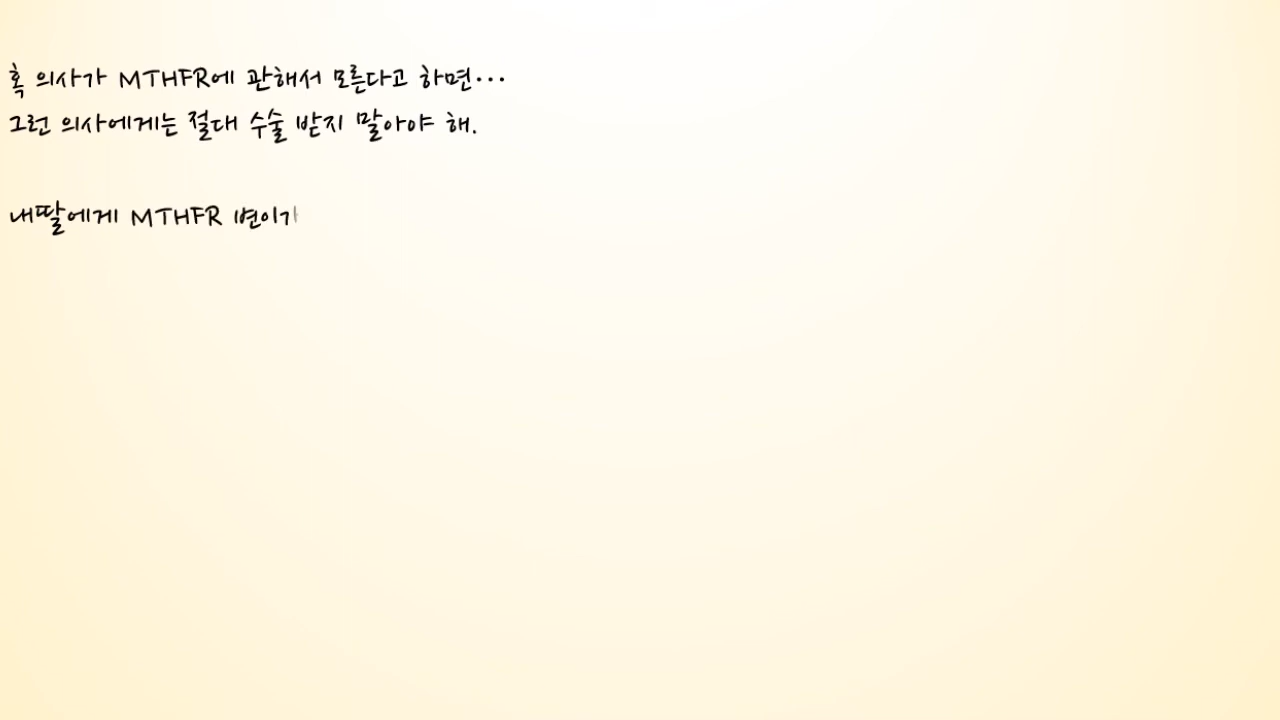 혹 의사가 MTHFR에 관해서 모른다고 하면...
그런 의사에게는 절대 수술 받지 말아야 해.
내딸에게 MTHFR 변이가